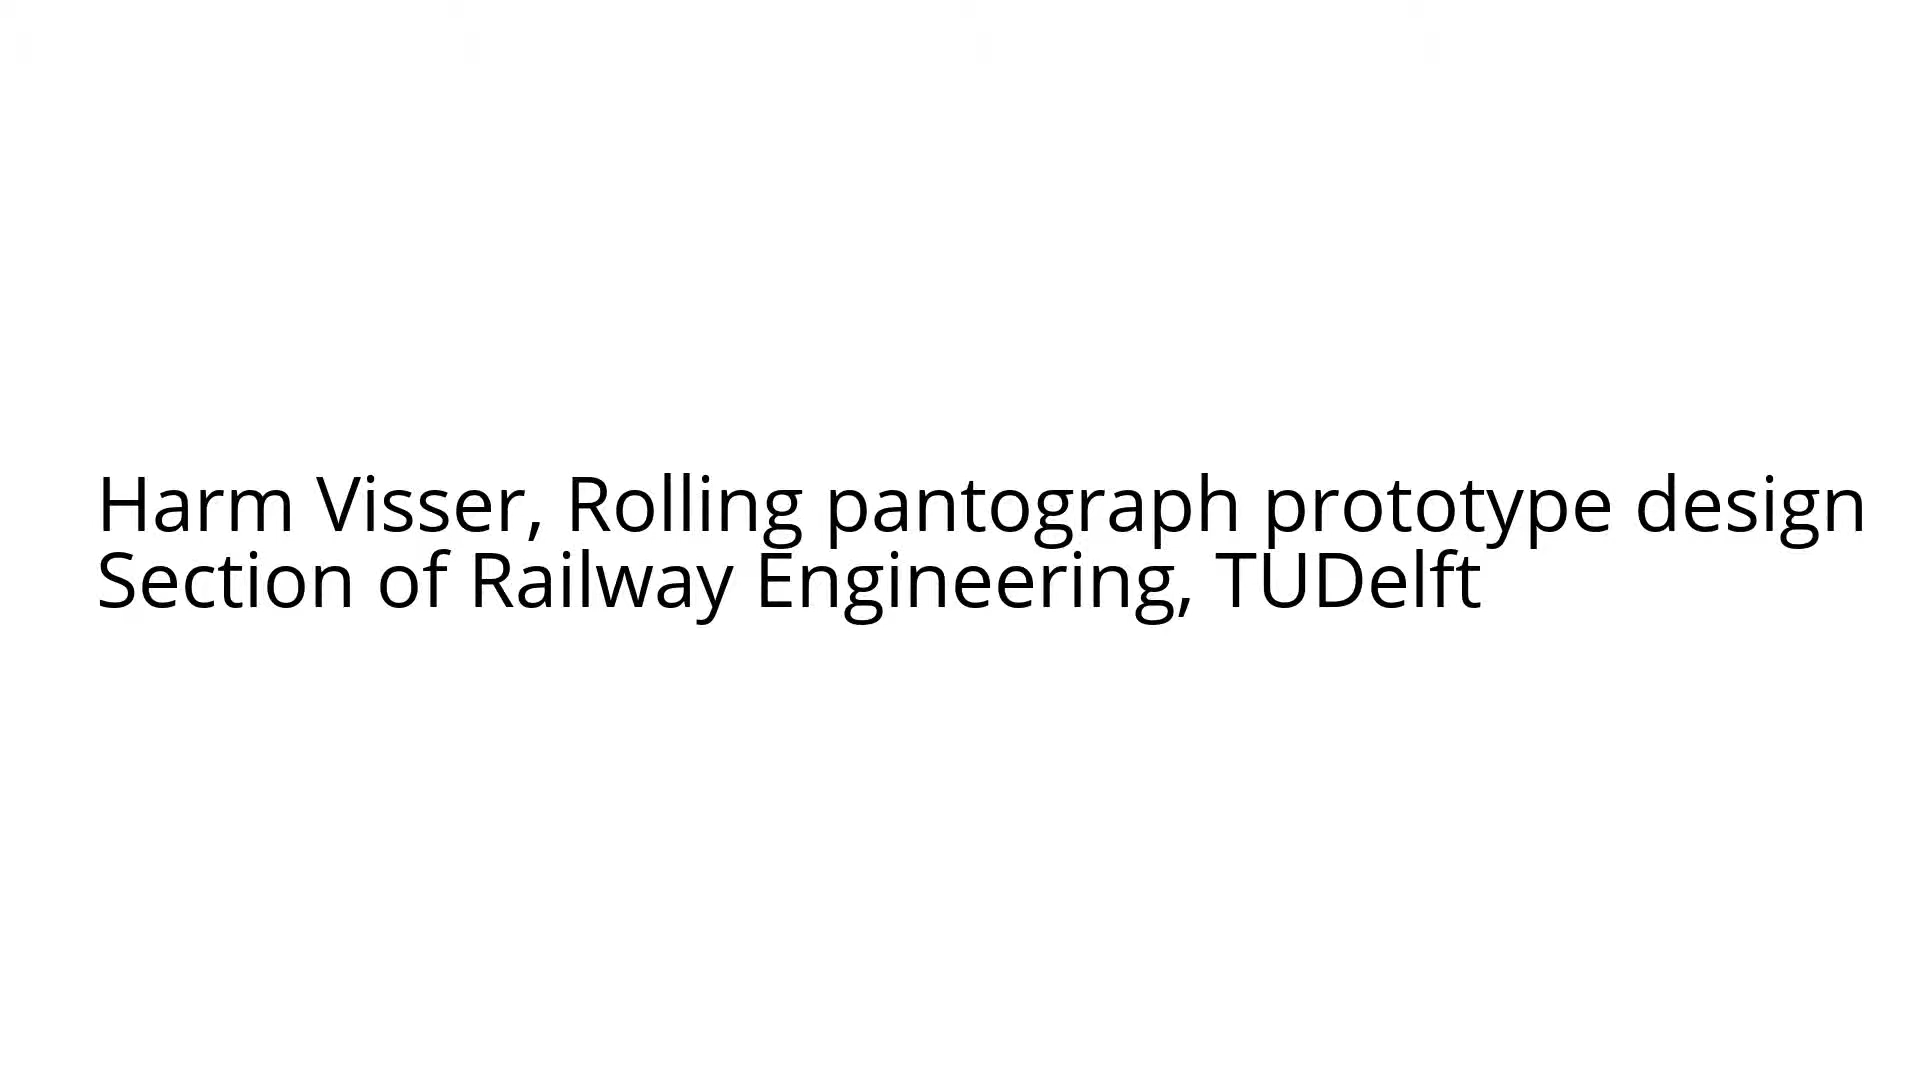 Harm Visser, Rolling pantograph prototype design
Section of Railway Engineering, TUDelft